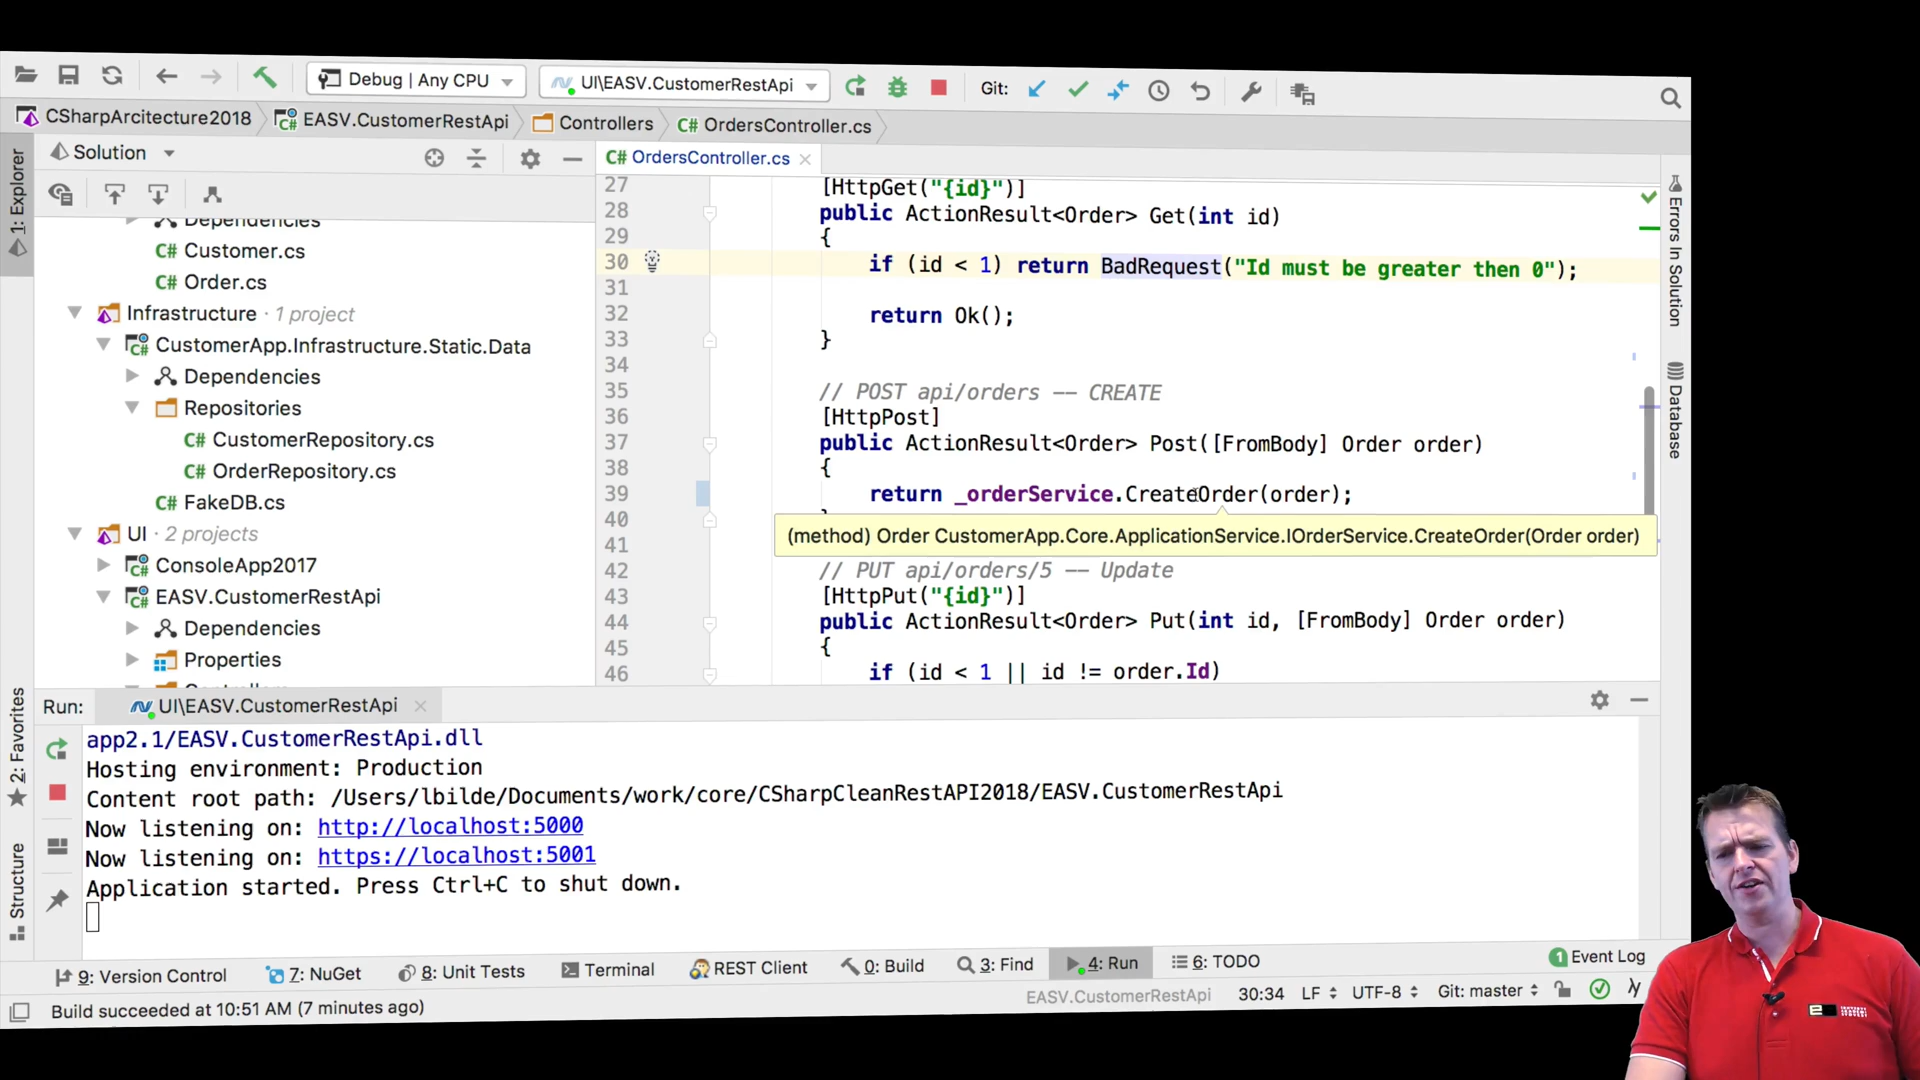 Debug | Any CPU
UI\EASV.CustomerRestApi
Git:
CSharpArcitecture2018
EASV.CustomerRestApi
Controllers
C# OrdersController.cs
1: Explorer
Solution
C# OrdersController.cs
Dependencies
C# Customer.cs
C# Order.cs
Infrastructure · 1 project
C# CustomerApp.Infrastructure.Static.Data
Dependencies
Repositories
C# CustomerRepository.cs
C# OrderRepository.cs
C# FakeDB.cs
UI · 2 projects
C# ConsoleApp2017
C# EASV.CustomerRestApi
Dependencies
Properties
27 [HttpGet("{id}")]
28 public ActionResult<Order> Get(int id)
29 {
30 if (id < 1) return BadRequest("Id must be greater then 0");
31
32 return Ok();
33 }
34
35 // POST api/orders -- CREATE
36 [HttpPost]
37 public ActionResult<Order> Post([FromBody] Order order)
38 {
39 return _orderService.CreateOrder(order);
40
(method) Order CustomerApp.Core.ApplicationService.IOrderService.CreateOrder(Order order)
41
42 // PUT api/orders/5 -- Update
43 [HttpPut("{id}")]
44 public ActionResult<Order> Put(int id, [FromBody] Order order)
45 {
46 if (id < 1 || id != order.Id)
Errors In Solution
Database
2: Favorites
Structure
Run: UI\EASV.CustomerRestApi
app2.1/EASV.CustomerRestApi.dll
Hosting environment: Production
Content root path: /Users/lbilde/Documents/work/core/CSharpCleanRestAPI2018/EASV.CustomerRestApi
Now listening on: http://localhost:5000
Now listening on: https://localhost:5001
Application started. Press Ctrl+C to shut down.
9: Version Control
7: NuGet
8: Unit Tests
Terminal
REST Client
0: Build
3: Find
4: Run
6: TODO
1 Event Log
Build succeeded at 10:51 AM (7 minutes ago)
EASV.CustomerRestApi
30:34
LF
UTF-8
Git: master